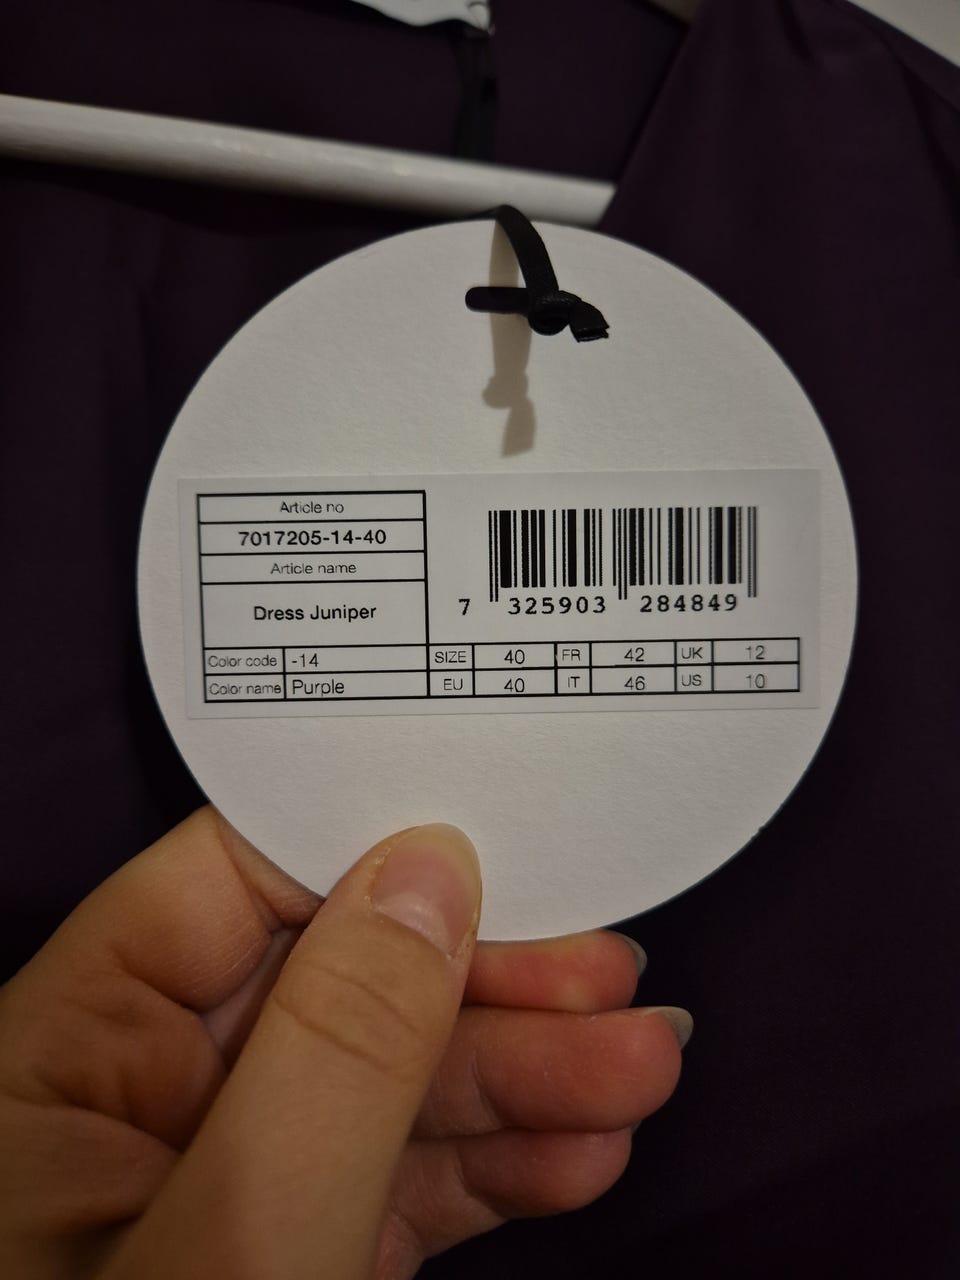 Article no
7017205-14-40
Article name
Dress Juniper
7 325903 284849
Color code -14 SIZE 40 FR 42 UK 12
Color name Purple EU 40 IT 46 US 10